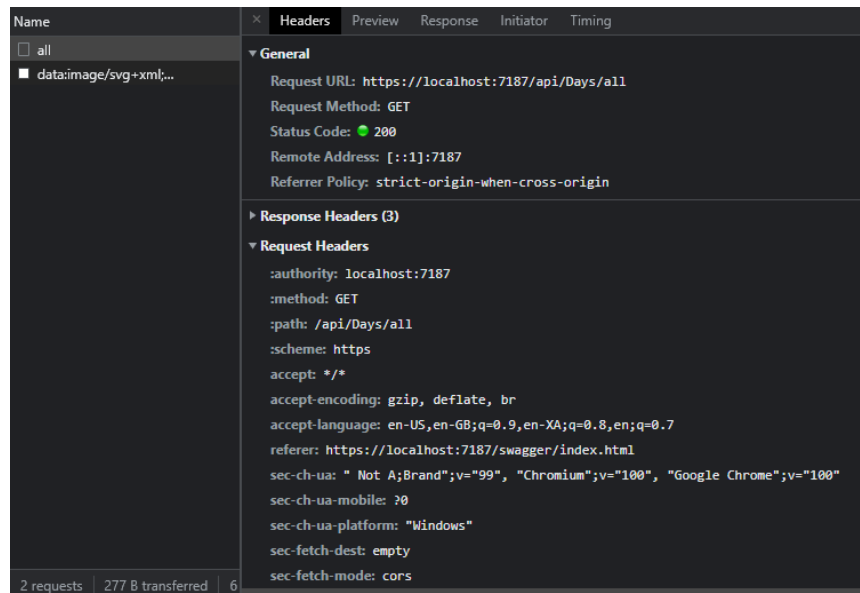 Name
× Headers Preview Response Initiator Timing
all
data:image/svg+xml;...
▼ General
Request URL: https://localhost:7187/api/Days/all
Request Method: GET
Status Code: 200
Remote Address: [::1]:7187
Referrer Policy: strict-origin-when-cross-origin
▶ Response Headers (3)
▼ Request Headers
:authority: localhost:7187
:method: GET
:path: /api/Days/all
:scheme: https
accept: */*
accept-encoding: gzip, deflate, br
accept-language: en-US,en-GB;q=0.9,en-XA;q=0.8,en;q=0.7
referer: https://localhost:7187/swagger/index.html
sec-ch-ua: " Not A;Brand";v="99", "Chromium";v="100", "Google Chrome";v="100"
sec-ch-ua-mobile: ?0
sec-ch-ua-platform: "Windows"
sec-fetch-dest: empty
sec-fetch-mode: cors
2 requests 277 B transferred 6